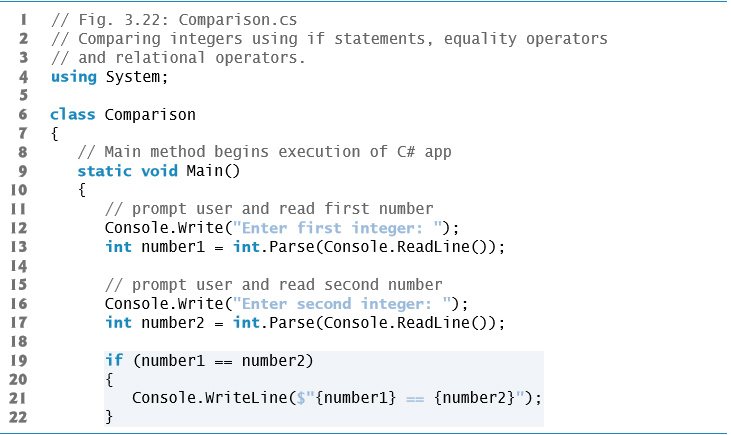 1 // Fig. 3.22: Comparison.cs
2 // Comparing integers using if statements, equality operators
3 // and relational operators.
4 using System;
5
6 class Comparison
7 {
8 // Main method begins execution of C# app
9 static void Main()
10 {
11 // prompt user and read first number
12 Console.Write("Enter first integer: ");
13 int number1 = int.Parse(Console.ReadLine());
14
15 // prompt user and read second number
16 Console.Write("Enter second integer: ");
17 int number2 = int.Parse(Console.ReadLine());
18
19 if (number1 == number2)
20 {
21 Console.WriteLine($"{number1} == {number2}");
22 }